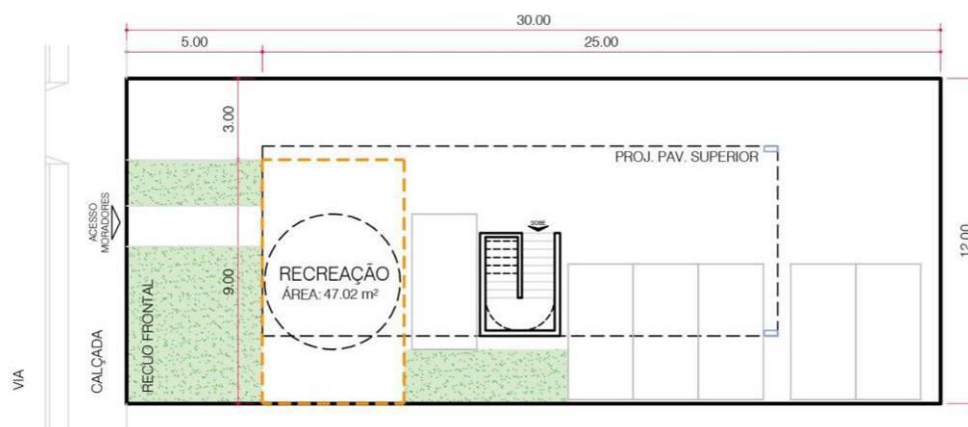 30.00
5.00
25.00
3.00
PROJ. PAV. SUPERIOR
ACESSO
MORADORES
SOBE
12.00
9.00
RECREAÇÃO
ÁREA: 47.02 m²
RECUO FRONTAL
CALÇADA
VIA